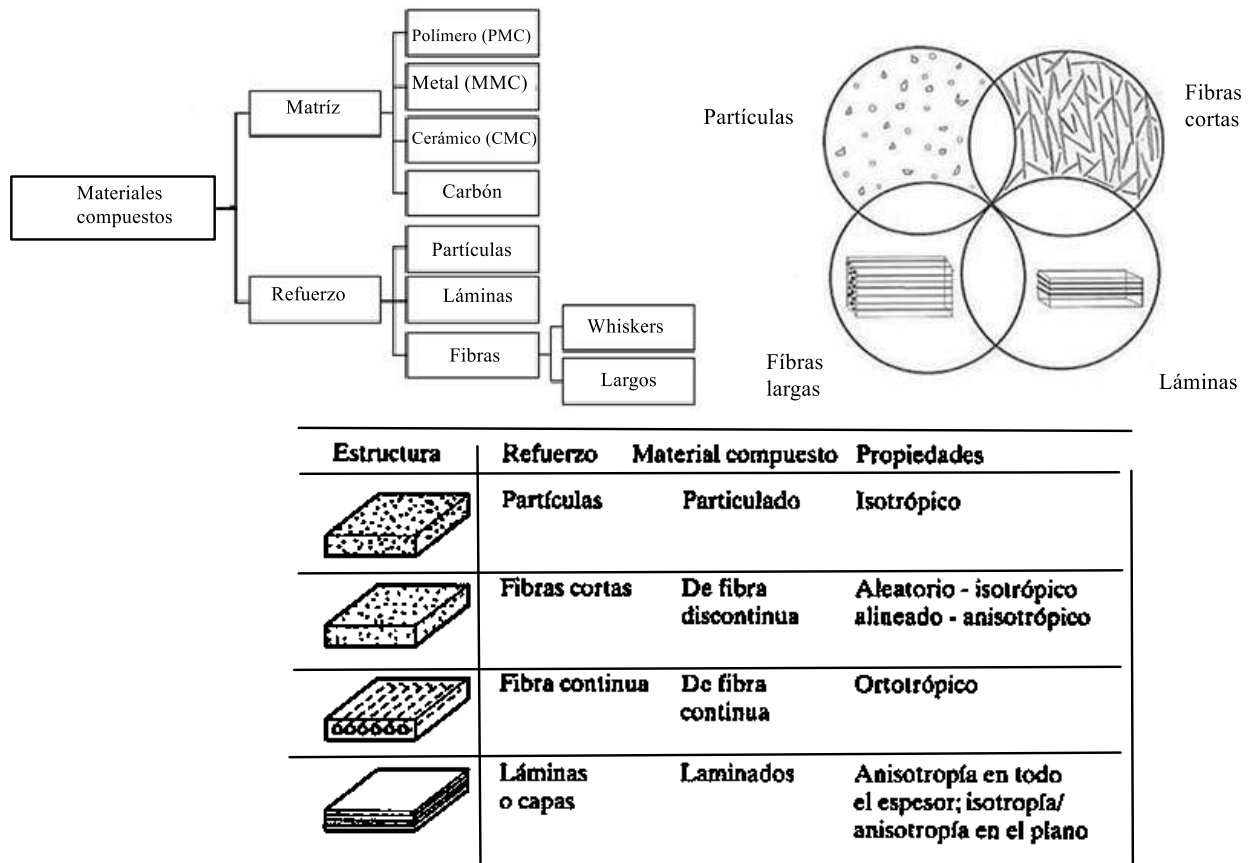 Materiales
compuestos
Matríz
Polímero (PMC)
Metal (MMC)
Cerámico (CMC)
Carbón
Refuerzo
Partículas
Láminas
Fibras
Whiskers
Largos
Partículas
Fibras
cortas
Fíbras
largas
Láminas
Estructura Refuerzo Material compuesto Propiedades
Partículas Particulado Isotrópico
Fibras cortas De fibra Aleatorio - isotrópico
discontinua alineado - anisotrópico
Fibra continua De fibra Ortotrópico
continua
Láminas Laminados Anisotropía en todo
o capas el espesor; isotropía/
anisotropía en el plano